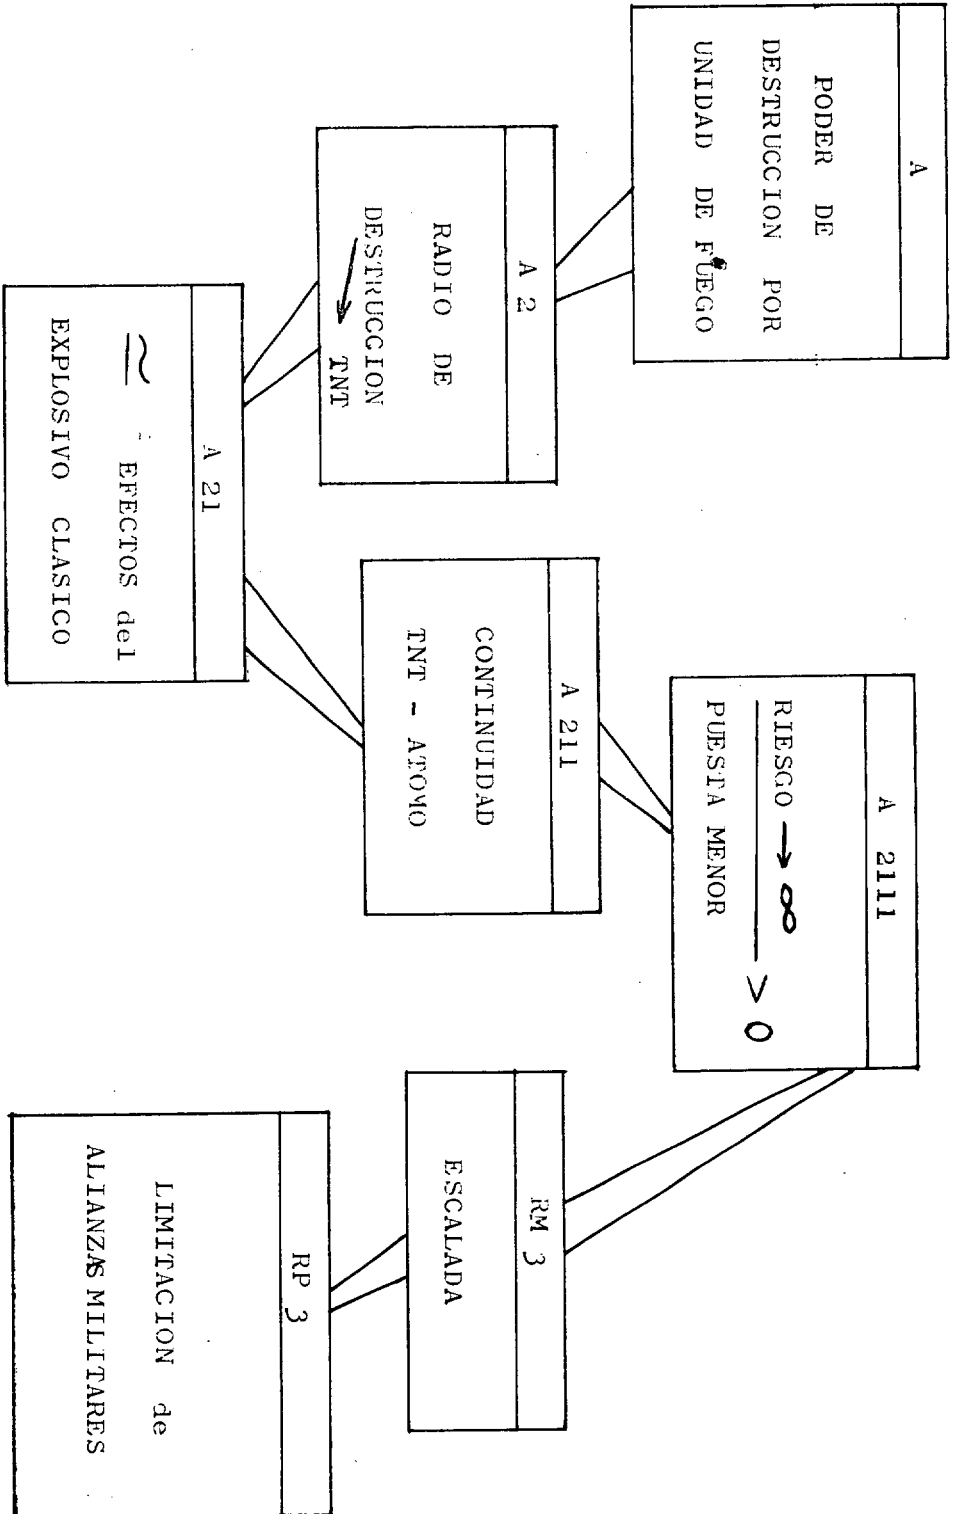 A
PODER DE
DESTRUCCION POR
UNIDAD DE FUEGO
A 2
RADIO DE
DESTRUCCION
→ TNT
A 21
≃ EFECTOS del
EXPLOSIVO CLASICO
A 211
CONTINUIDAD
TNT - ATOMO
A 2111
RIESGO → ∞
PUESTA MENOR
> 0
RM 3
ESCALADA
RP 3
LIMITACION de
ALIANZAS MILITARES